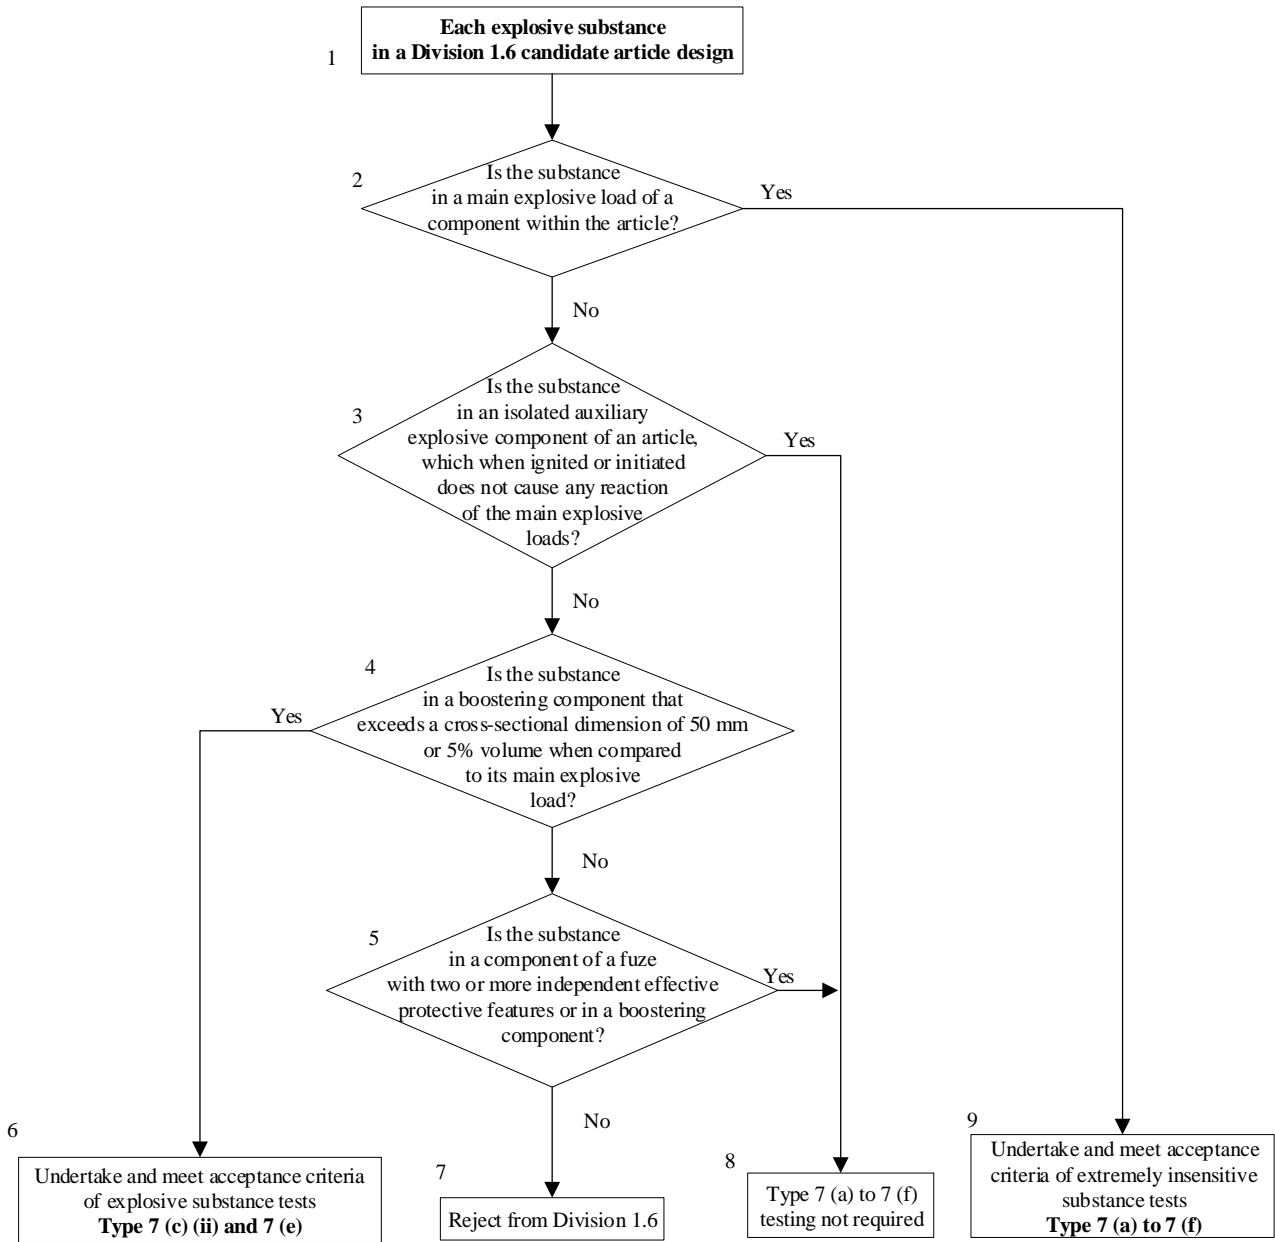 Each explosive substance
in a Division 1.6 candidate article design
1
2
Is the substance
in a main explosive load of a
component within the article?
Yes
No
3
Is the substance
in an isolated auxiliary
explosive component of an article,
which when ignited or initiated
does not cause any reaction
of the main explosive
loads?
Yes
No
4
Is the substance
in a boostering component that
exceeds a cross-sectional dimension of 50 mm
or 5% volume when compared
to its main explosive
load?
Yes
No
5
Is the substance
in a component of a fuze
with two or more independent effective
protective features or in a boostering
component?
Yes
No
6
Undertake and meet acceptance criteria
of explosive substance tests
Type 7 (c) (ii) and 7 (e)
7
Reject from Division 1.6
8
Type 7 (a) to 7 (f)
testing not required
9
Undertake and meet acceptance
criteria of extremely insensitive
substance tests
Type 7 (a) to 7 (f)